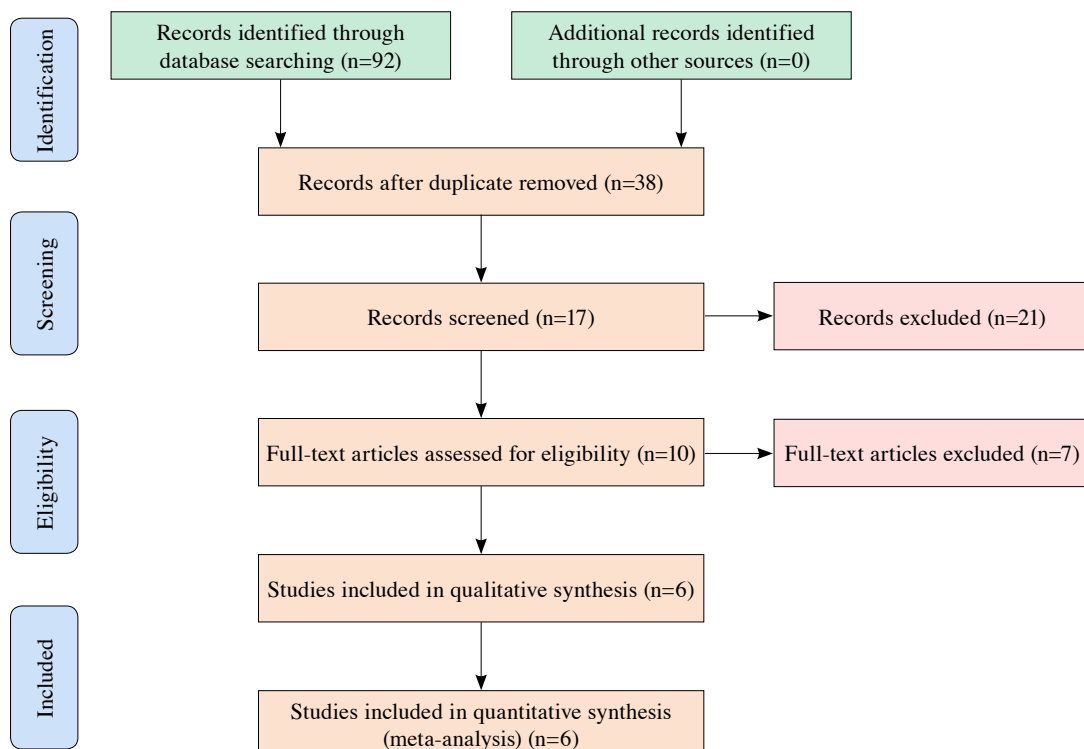 Identification
Records identified through
database searching (n=92)
Additional records identified
through other sources (n=0)
Records after duplicate removed (n=38)
Screening
Records screened (n=17)
Records excluded (n=21)
Eligibility
Full-text articles assessed for eligibility (n=10)
Full-text articles excluded (n=7)
Studies included in qualitative synthesis (n=6)
Included
Studies included in quantitative synthesis
(meta-analysis) (n=6)